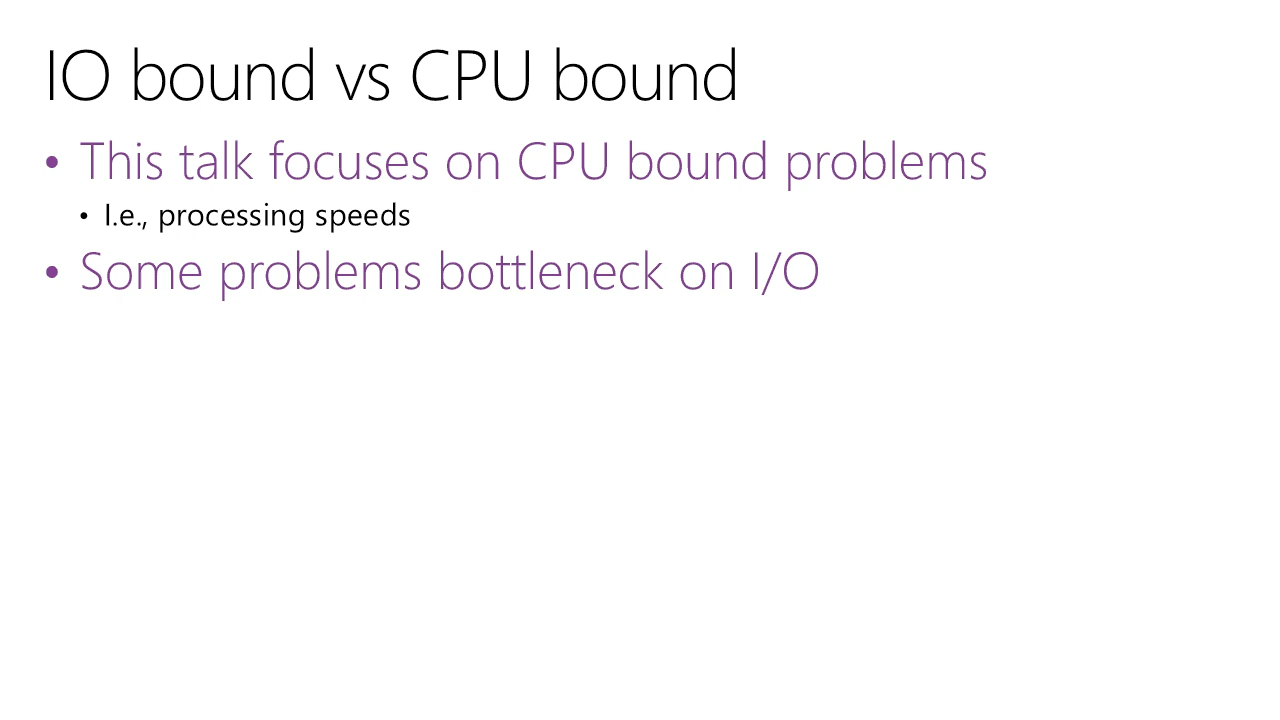 IO bound vs CPU bound
• This talk focuses on CPU bound problems
• I.e., processing speeds
• Some problems bottleneck on I/O